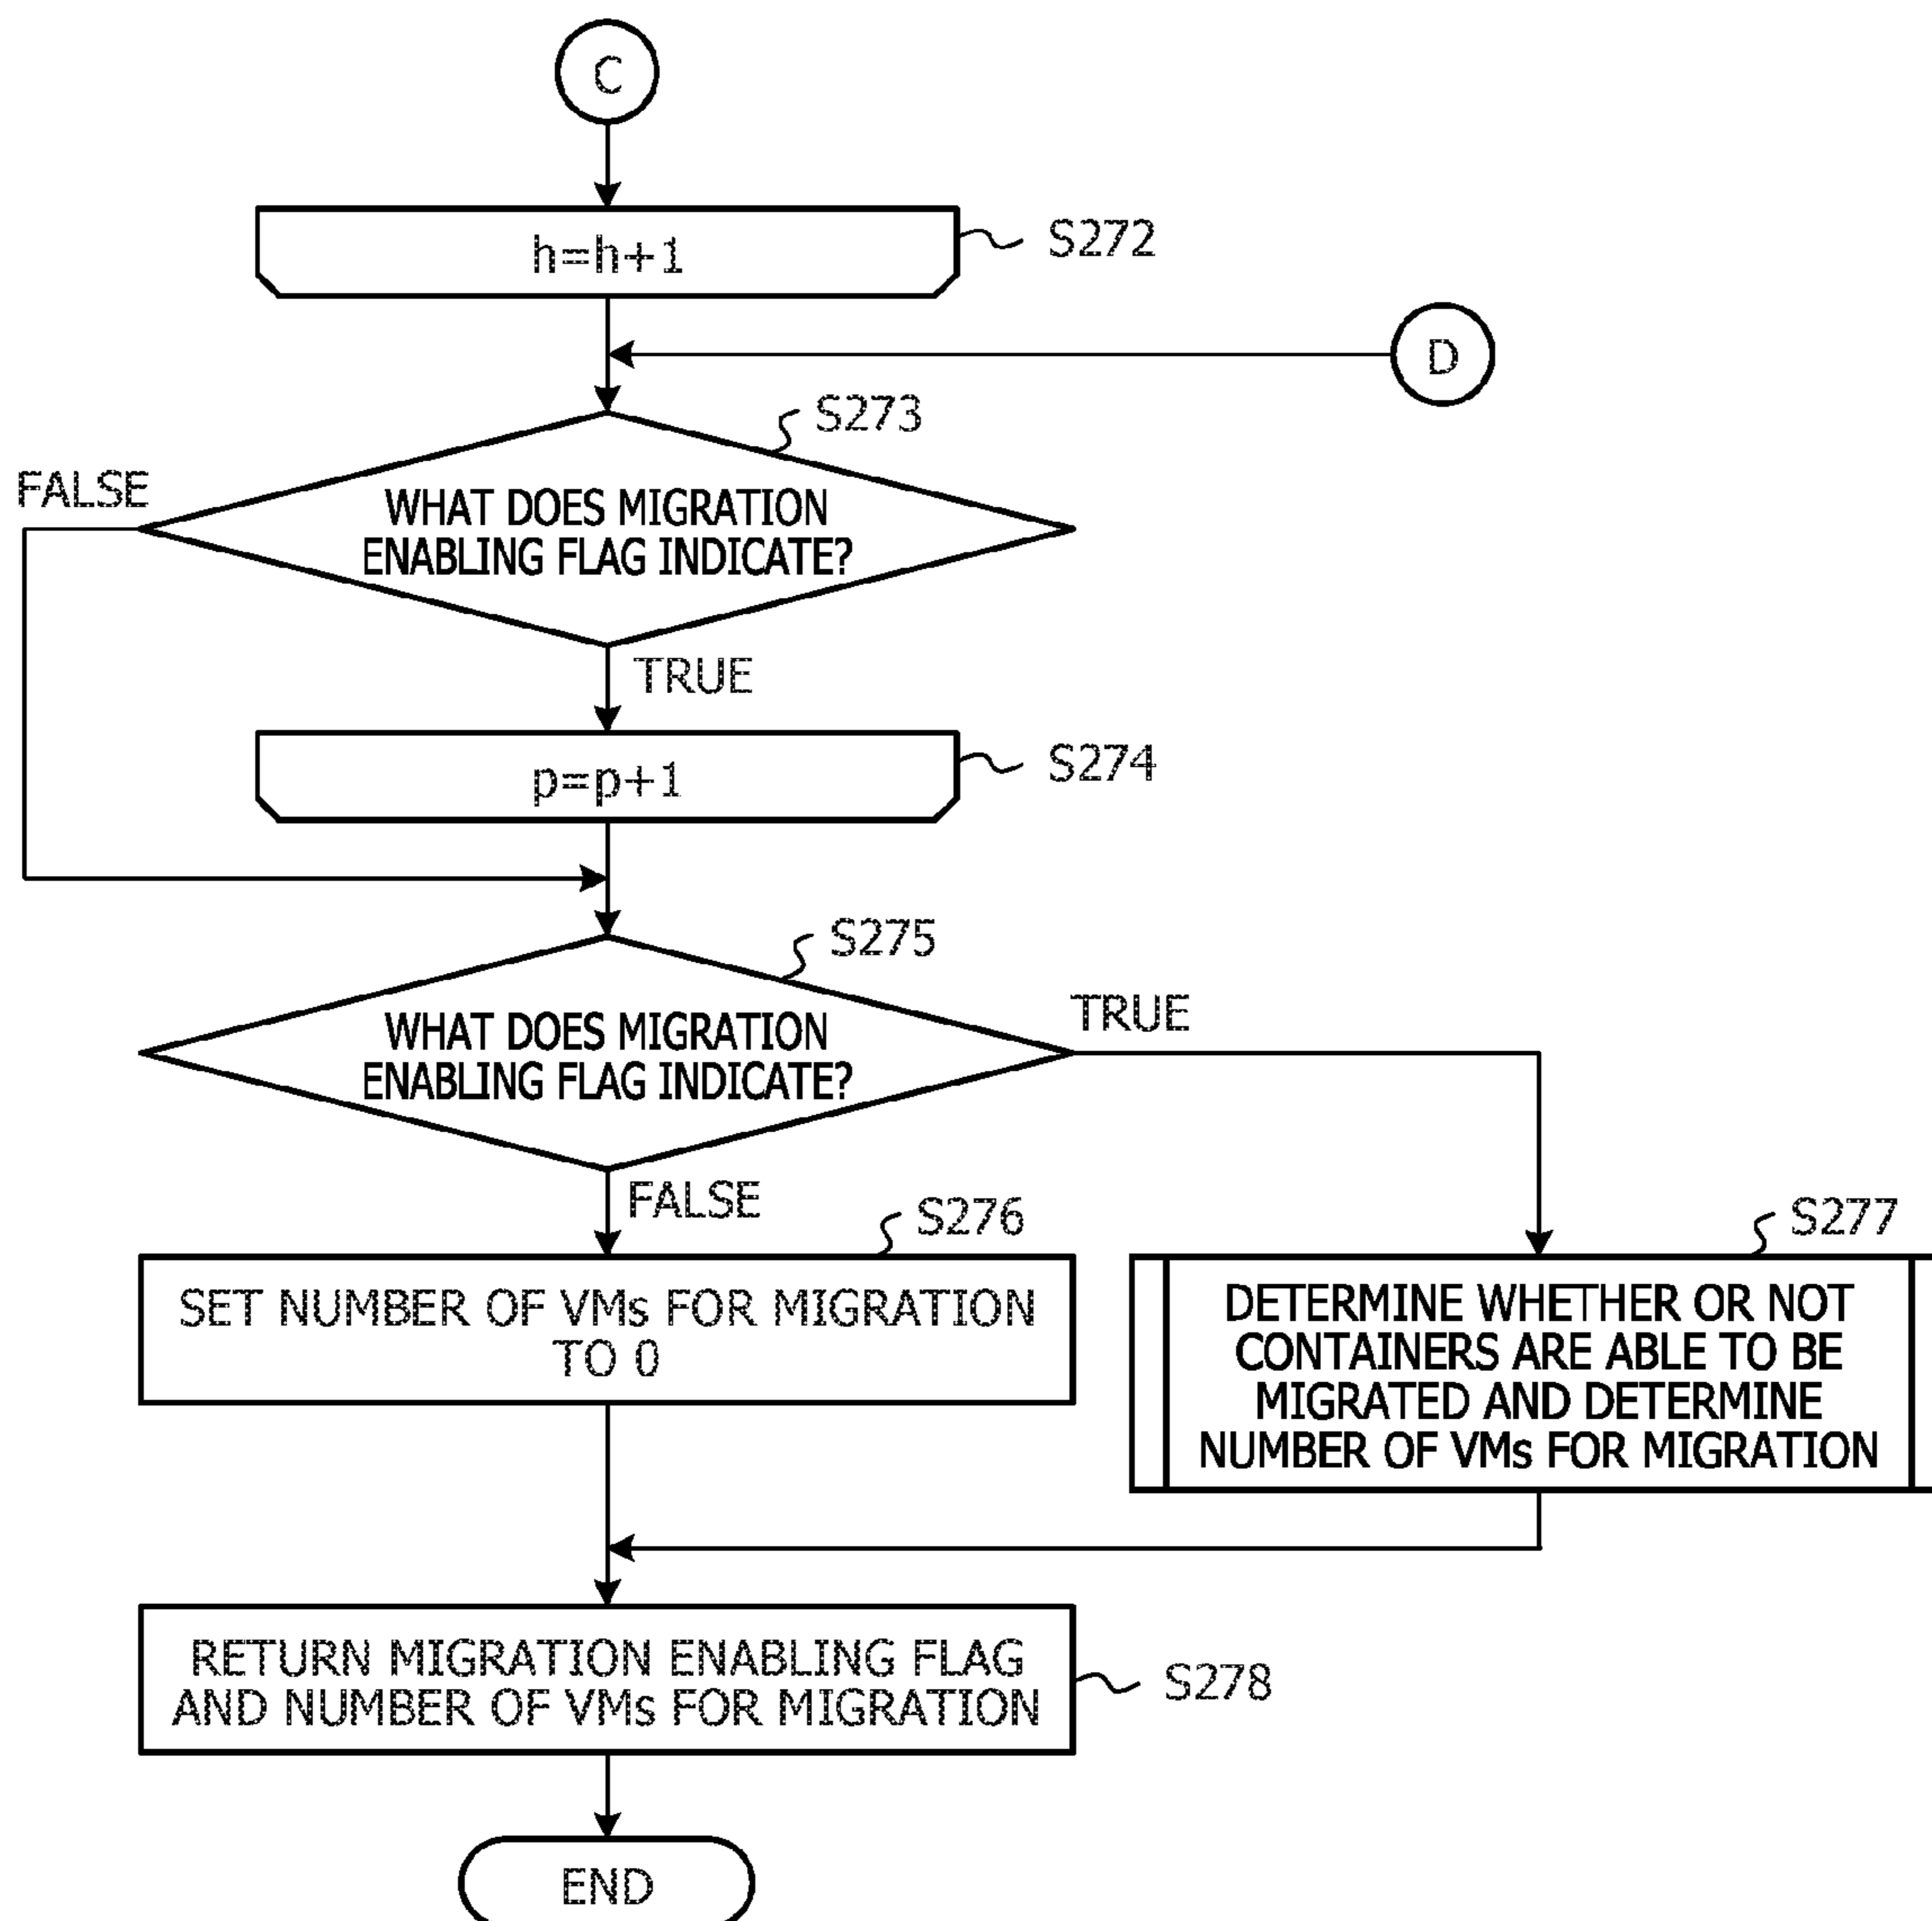 C
h=h+1
S272
D
S273
FALSE
WHAT DOES MIGRATION
ENABLING FLAG INDICATE?
TRUE
p=p+1
S274
S275
WHAT DOES MIGRATION
ENABLING FLAG INDICATE?
TRUE
FALSE
S276
SET NUMBER OF VMs FOR MIGRATION
TO 0
S277
DETERMINE WHETHER OR NOT
CONTAINERS ARE ABLE TO BE
MIGRATED AND DETERMINE
NUMBER OF VMs FOR MIGRATION
RETURN MIGRATION ENABLING FLAG
AND NUMBER OF VMs FOR MIGRATION
S278
END